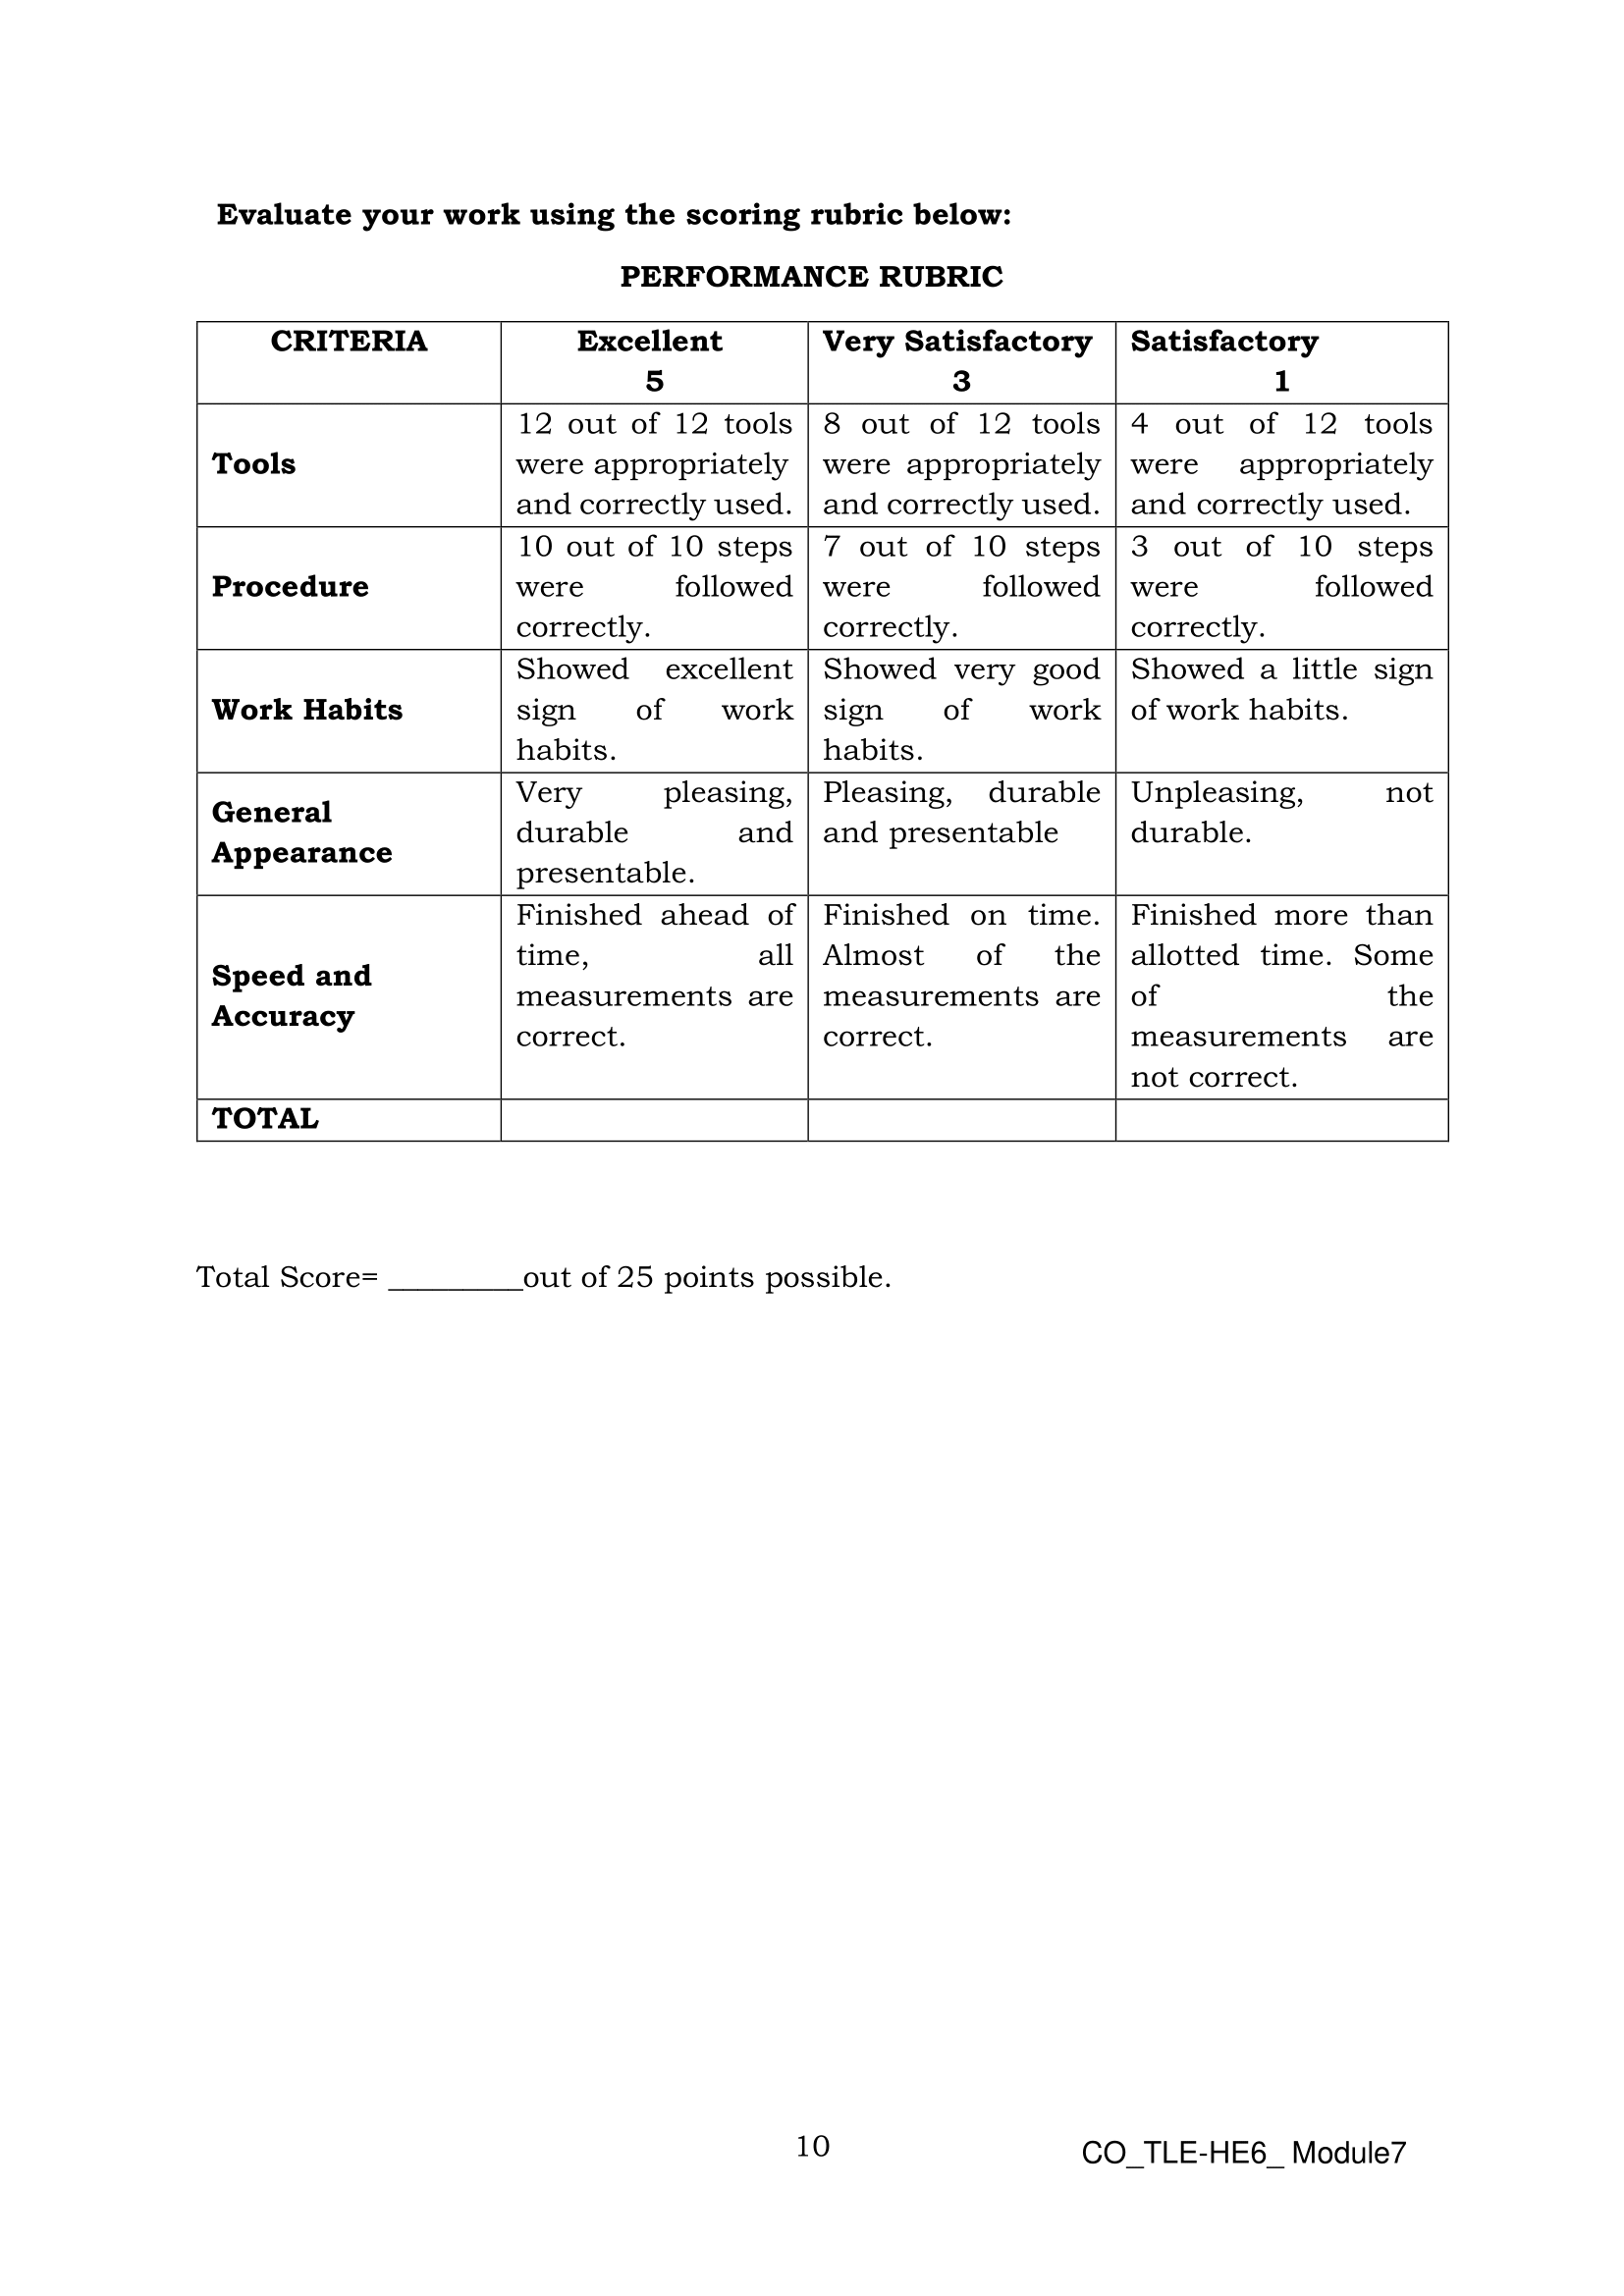 Evaluate your work using the scoring rubric below:
PERFORMANCE RUBRIC
CRITERIA
Excellent
5
Very Satisfactory
3
Satisfactory
1
Tools
12 out of 12 tools
were appropriately
and correctly used.
8 out of 12 tools
were appropriately
and correctly used.
4 out of 12 tools
were appropriately
and correctly used.
Procedure
10 out of 10 steps
were followed
correctly.
7 out of 10 steps
were followed
correctly.
3 out of 10 steps
were followed
correctly.
Work Habits
Showed excellent
sign of work
habits.
Showed very good
sign of work
habits.
Showed a little sign
of work habits.
General
Appearance
Very pleasing,
durable and
presentable.
Pleasing, durable
and presentable
Unpleasing, not
durable.
Speed and
Accuracy
Finished ahead of
time, all
measurements are
correct.
Finished on time.
Almost of the
measurements are
correct.
Finished more than
allotted time. Some
of the
measurements are
not correct.
TOTAL
Total Score= _________out of 25 points possible.
10
CO_TLE-HE6_ Module7